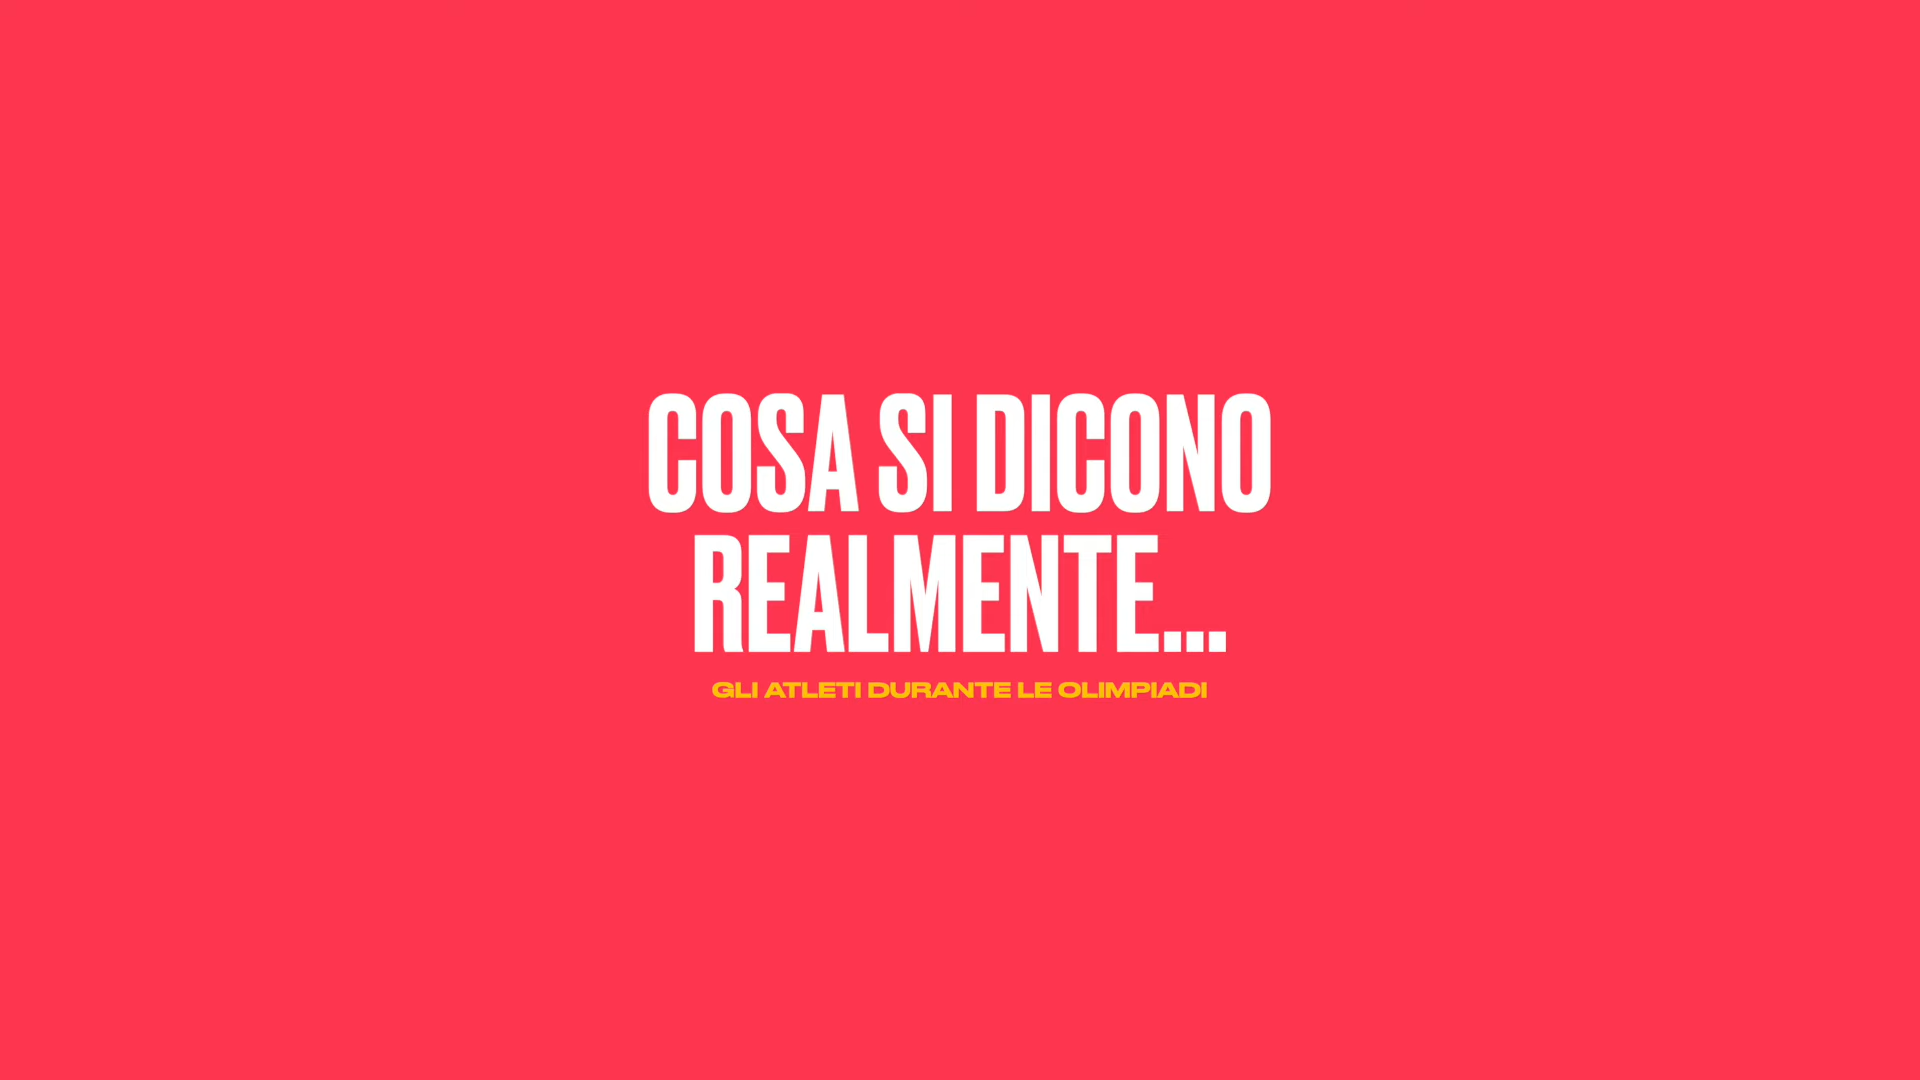 COSA SI DICONO
REALMENTE...
GLI ATLETI DURANTE LE OLIMPIADI